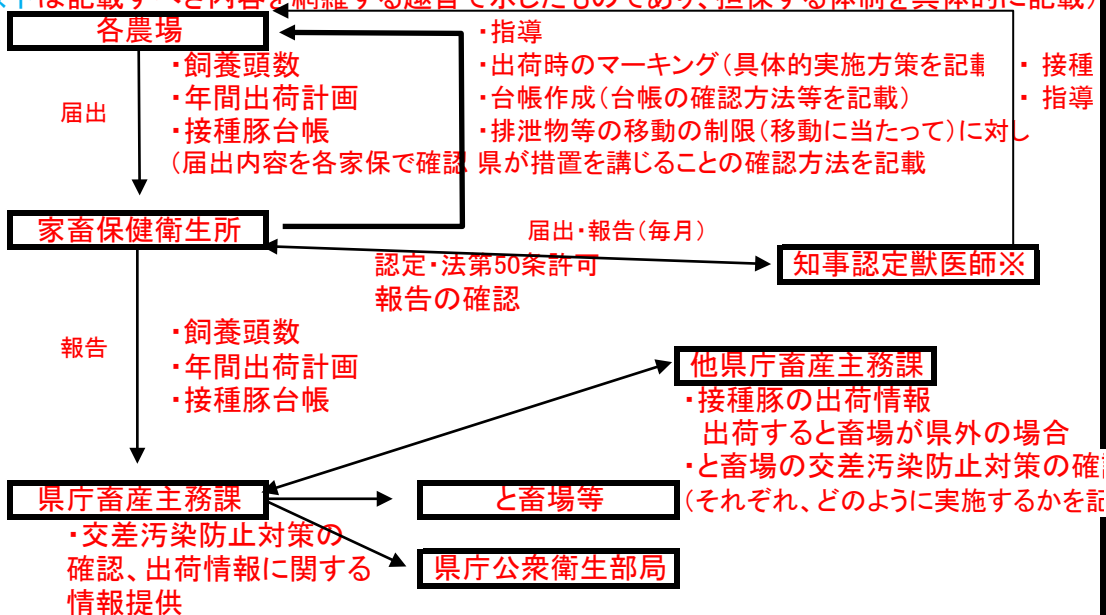 は記載すべき内容を網羅する趣旨で示したものであり、担保する体制を具体的に記載)
各農場
・指導
・飼養頭数
・出荷時のマーキング(具体的実施方策を記載
・接種
届出
・年間出荷計画
・台帳作成(台帳の確認方法等を記載)
・指導
・接種豚台帳
・排泄物等の移動の制限(移動に当たって)に対し
(届出内容を各家保で確認
県が措置を講じることの確認方法を記載
家畜保健衛生所
届出・報告(毎月)
認定・法第50条許可
報告の確認
知事認定獣医師※
報告
・飼養頭数
・年間出荷計画
・接種豚台帳
他県庁畜産主務課
・接種豚の出荷情報
出荷すると畜場が県外の場合
・と畜場の交差汚染防止対策の確
(それぞれ、どのように実施するかを記
県庁畜産主務課
と畜場等
・交差汚染防止対策の
確認、出荷情報に関する
情報提供
県庁公衆衛生部局